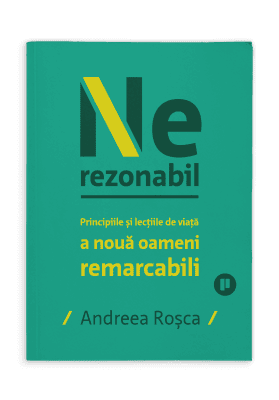 Ne
rezonabil
Principiile și lecțiile de viață
a nouă oameni
remarcabili
/ Andreea Roșca /